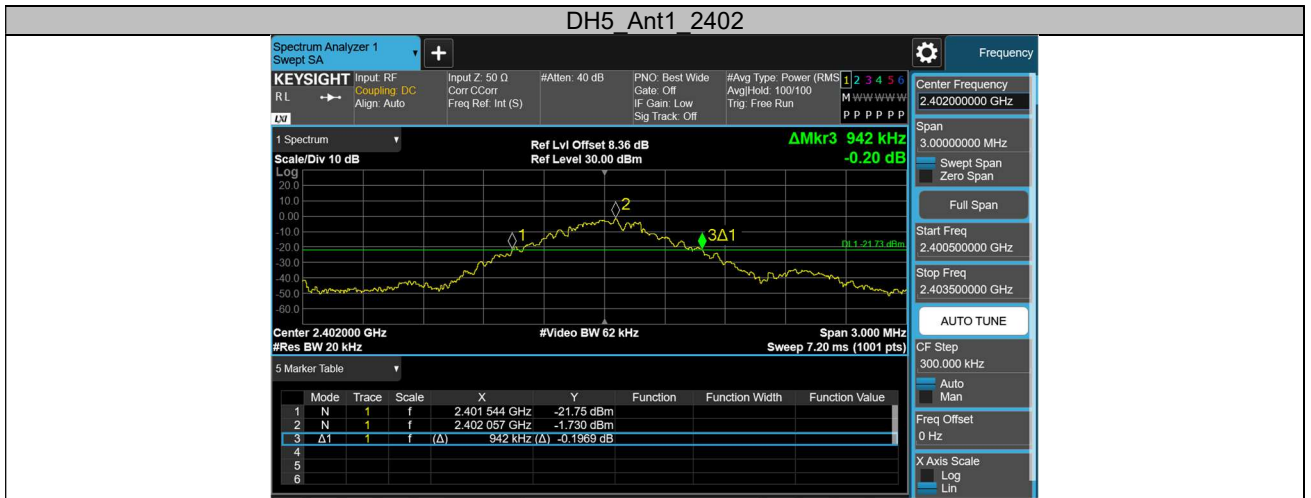 DH5_Ant1_2402
Spectrum Analyzer 1
Swept SA
+
Frequency
KEYSIGHT
RL
LXI
Input: RF
Coupling: DC
Align: Auto
Input Z: 50 Ω
Corr CCorr
Freq Ref: Int (S)
#Atten: 40 dB
PNO: Best Wide
Gate: Off
IF Gain: Low
Sig Track: Off
#Avg Type: Power (RMS
Avg|Hold: 100/100
Trig: Free Run
1 2 3 4 5 6
M W W W W W
P P P P P P
1 Spectrum
Scale/Div 10 dB
Log
Ref Lvl Offset 8.36 dB
Ref Level 30.00 dBm
ΔMkr3 942 kHz
-0.20 dB
20.0
10.0
0.00
-10.0
-20.0
-30.0
-40.0
-50.0
-60.0
1
2
3Δ1
DL1 -21.73 dBm
Center 2.402000 GHz
#Video BW 62 kHz
Span 3.000 MHz
#Res BW 20 kHz
Sweep 7.20 ms (1001 pts)
5 Marker Table
Mode Trace Scale X Y Function Function Width Function Value
1 N 1 f 2.401 544 GHz -21.75 dBm
2 N 1 f 2.402 057 GHz -1.730 dBm
3 Δ1 1 f (Δ) 942 kHz (Δ) -0.1969 dB
4
5
6
Center Frequency
2.402000000 GHz
Span
3.00000000 MHz
Swept Span
Zero Span
Full Span
Start Freq
2.400500000 GHz
Stop Freq
2.403500000 GHz
AUTO TUNE
CF Step
300.000 kHz
Auto
Man
Freq Offset
0 Hz
X Axis Scale
Log
Lin